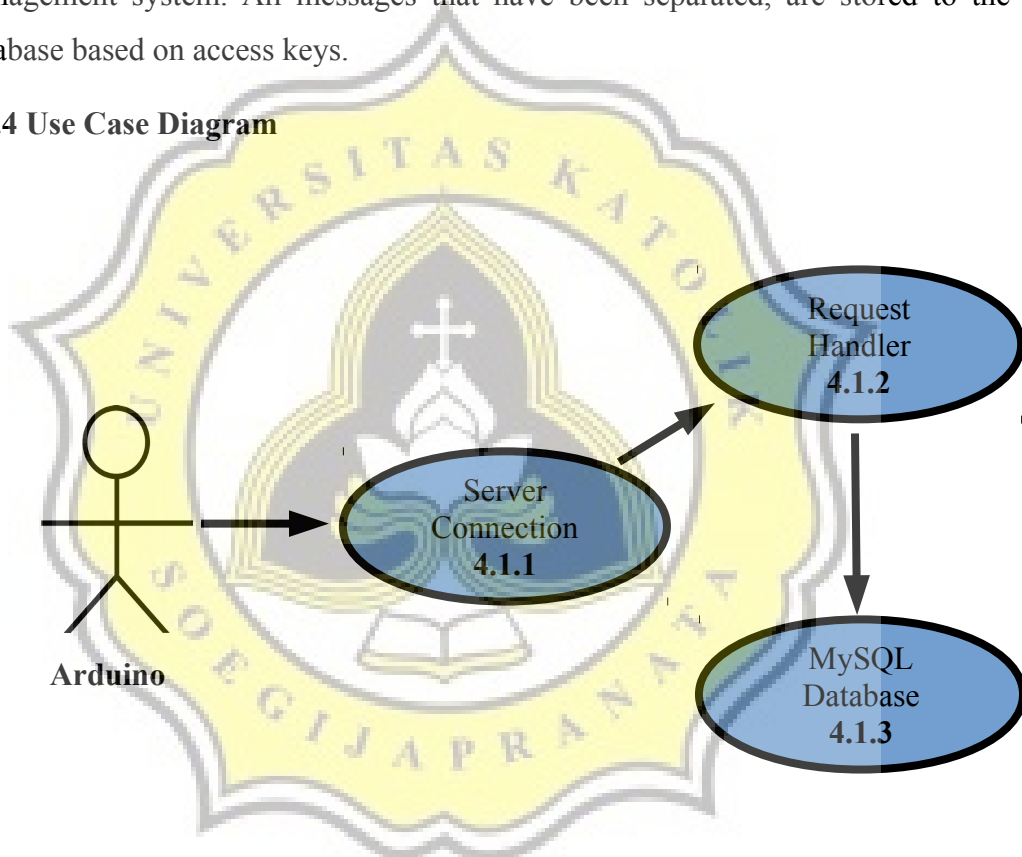 nagement system. All messages that have been separated, are stored to the
abase based on access keys.
.4 Use Case Diagram
UNIVERSITAS KATOLIK
Request
Handler
4.1.2
Server
Connection
4.1.1
Arduino
MySQL
Database
4.1.3
SOEGIJAPRANATA